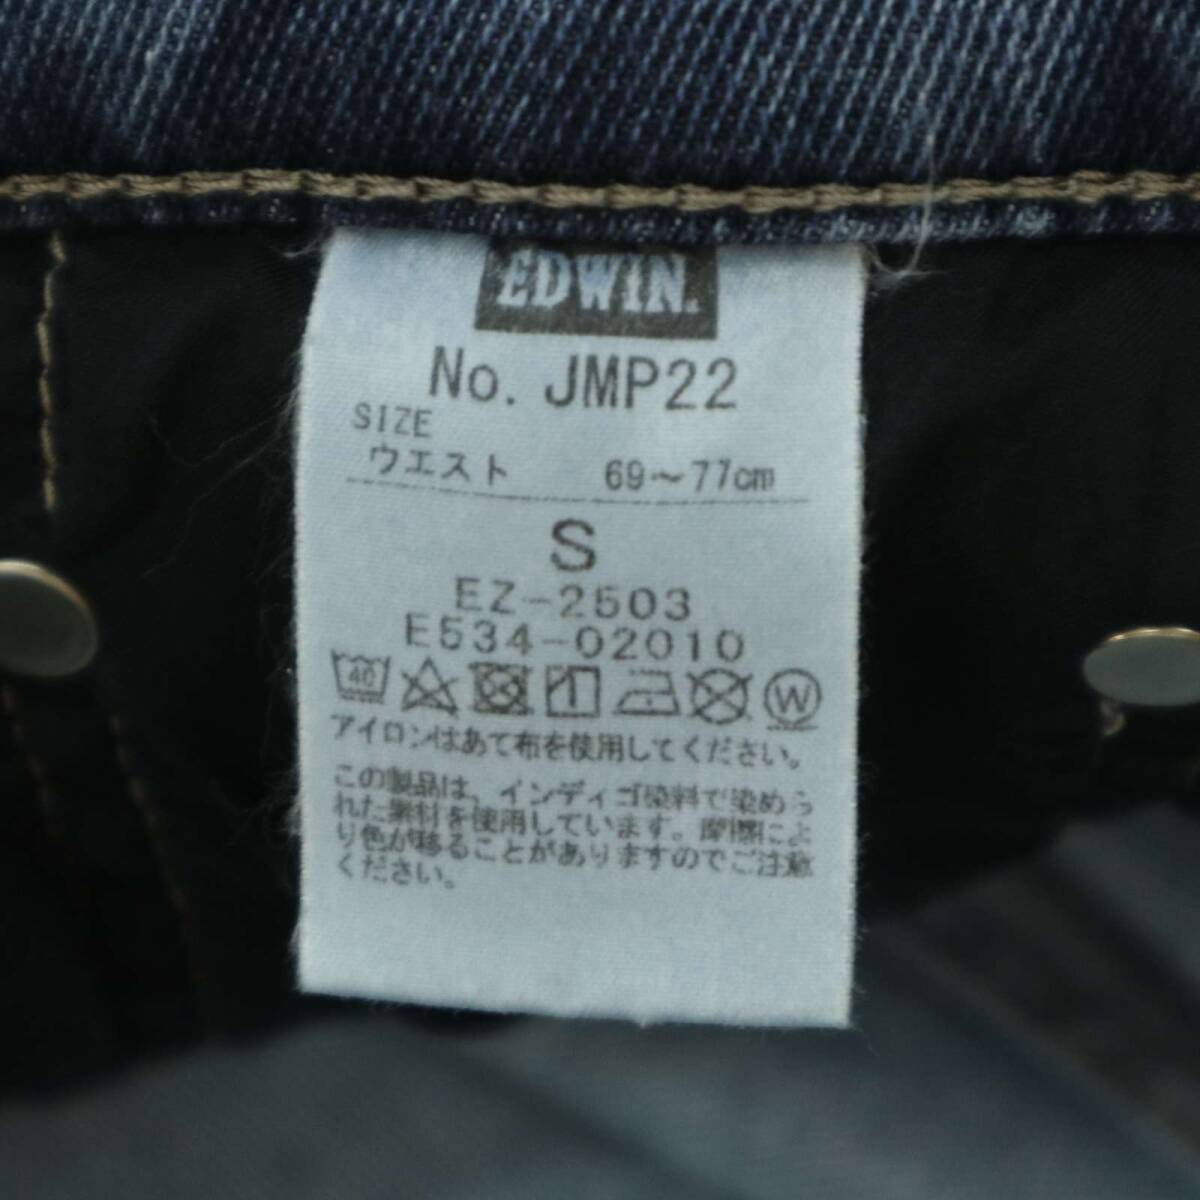 EDWIN.
No. JMP22
SIZE
ウエスト 69～77cm
S
EZ-2503
E534-02010
40 W
アイロンはあて布を使用してください。
この製品は、インディゴ染料で染めら
れた素材を使用しています。摩擦によ
り色が移ることがありますのでご注意
ください。